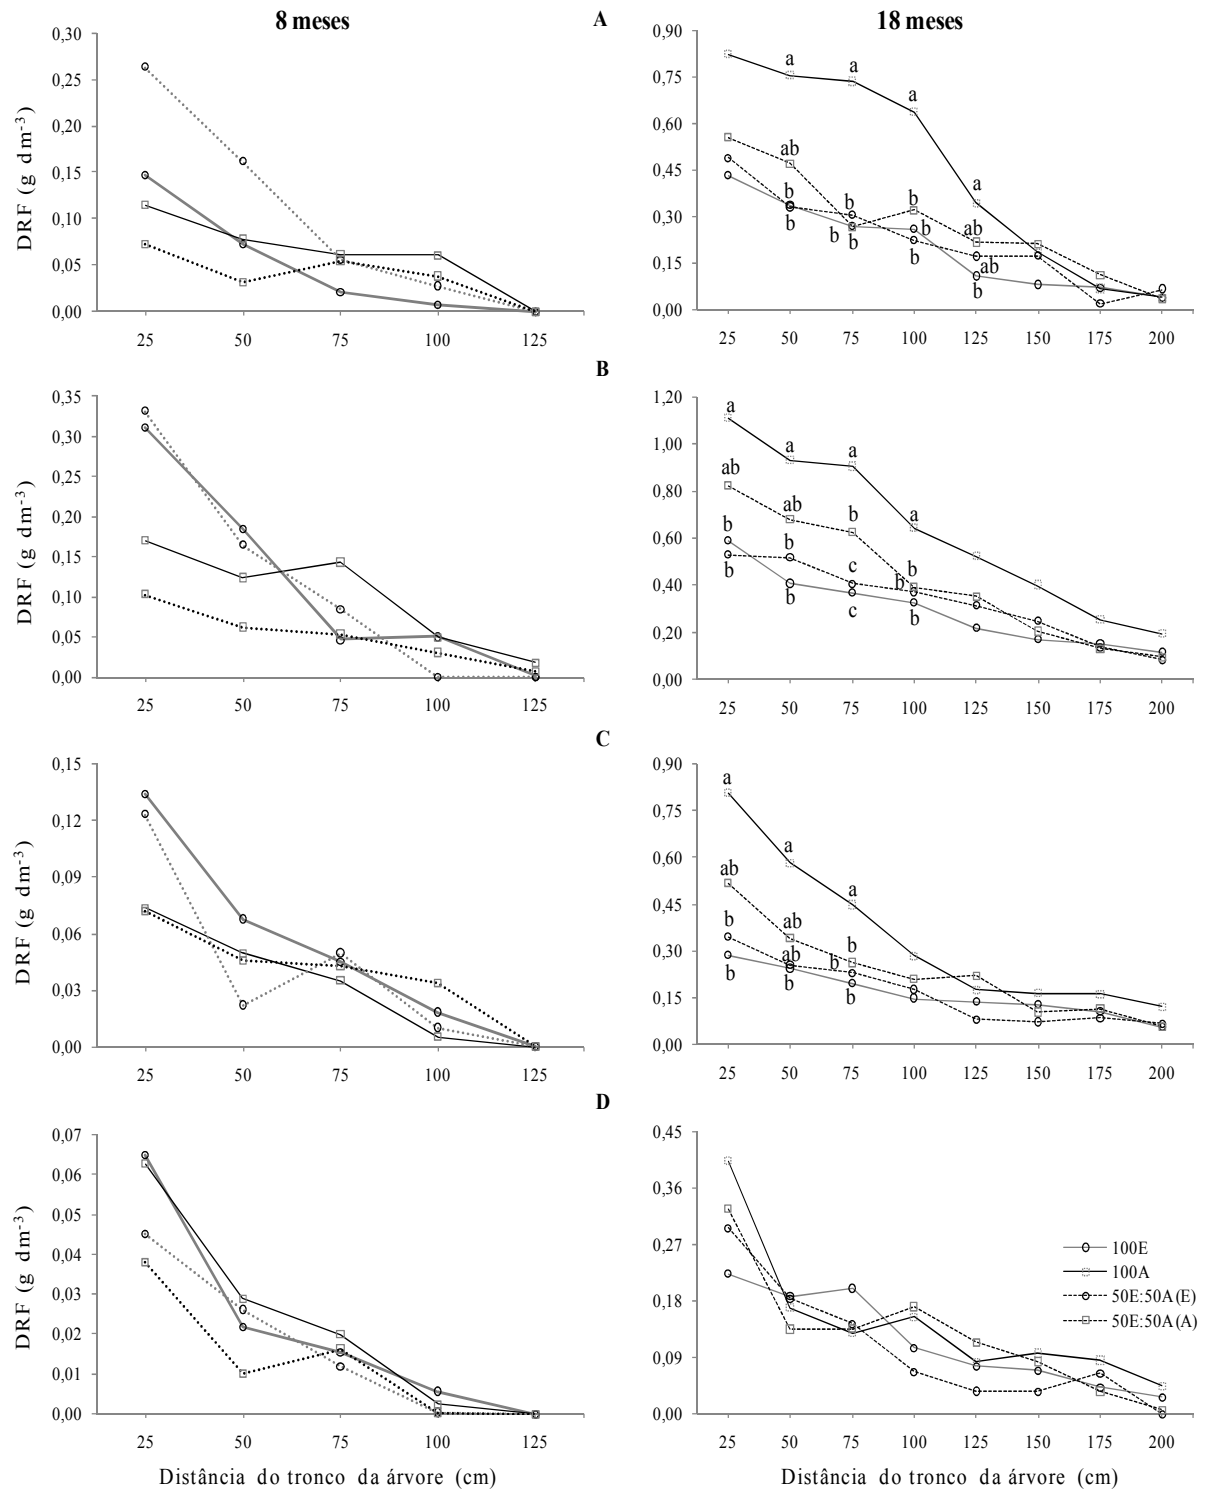 8 meses
A
18 meses
DRF (g dm-3)
0,30
0,25
0,20
0,15
0,10
0,05
0,00
25 50 75 100 125
0,90
0,75
0,60
0,45
0,30
0,15
0,00
a a a a
ab b b
b b b b b b
ab ab b
25 50 75 100 125 150 175 200
B
DRF (g dm-3)
0,35
0,30
0,25
0,20
0,15
0,10
0,05
0,00
25 50 75 100 125
1,20
1,00
0,80
0,60
0,40
0,20
0,00
a a a a
ab ab b b
b b c b
b b c b
25 50 75 100 125 150 175 200
C
DRF (g dm-3)
0,15
0,12
0,09
0,06
0,03
0,00
25 50 75 100 125
0,90
0,75
0,60
0,45
0,30
0,15
0,00
a a a
ab ab b
b ab b
b b b
25 50 75 100 125 150 175 200
D
DRF (g dm-3)
0,07
0,06
0,05
0,04
0,03
0,02
0,01
0,00
25 50 75 100 125
Distância do tronco da árvore (cm)
0,45
0,36
0,27
0,18
0,09
0,00
100E
100A
50E:50A(E)
50E:50A(A)
25 50 75 100 125 150 175 200
Distância do tronco da árvore (cm)